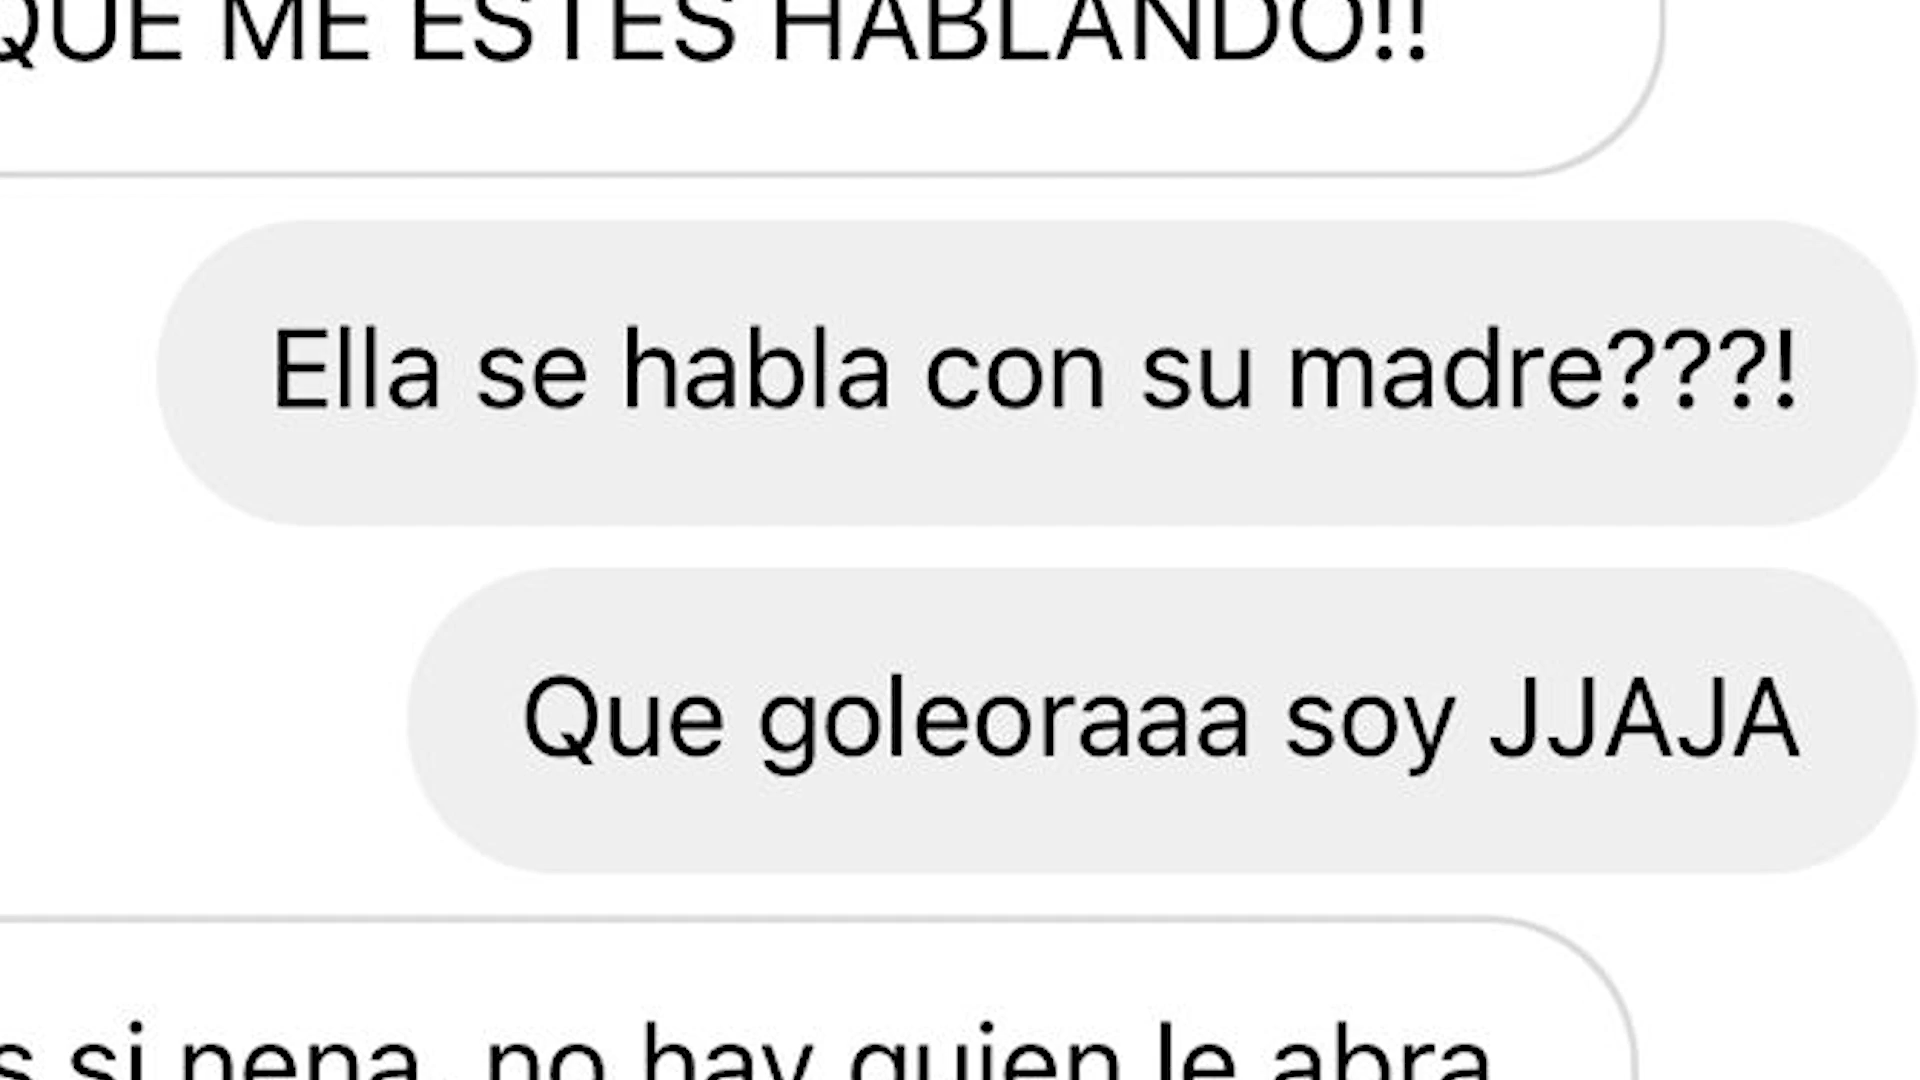 QUE ME ESTES HABLANDO!!
Ella se habla con su madre???!
Que goleoraaa soy JJAJA
s si nena, no hay quien le abra